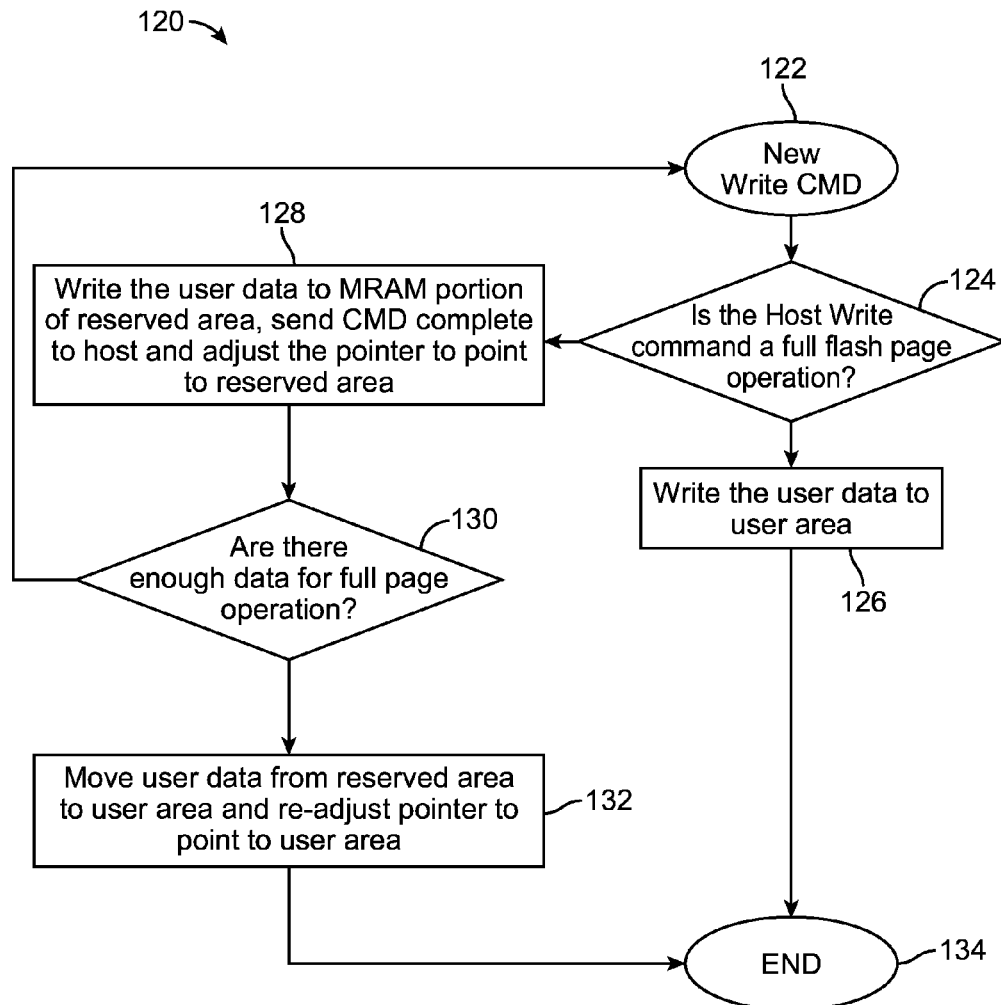 120
122
New
Write CMD
128
Write the user data to MRAM portion
of reserved area, send CMD complete
to host and adjust the pointer to point
to reserved area
124
Is the Host Write
command a full flash page
operation?
Write the user data to
user area
126
130
Are there
enough data for full page
operation?
Move user data from reserved area
to user area and re-adjust pointer to
point to user area
132
END
134